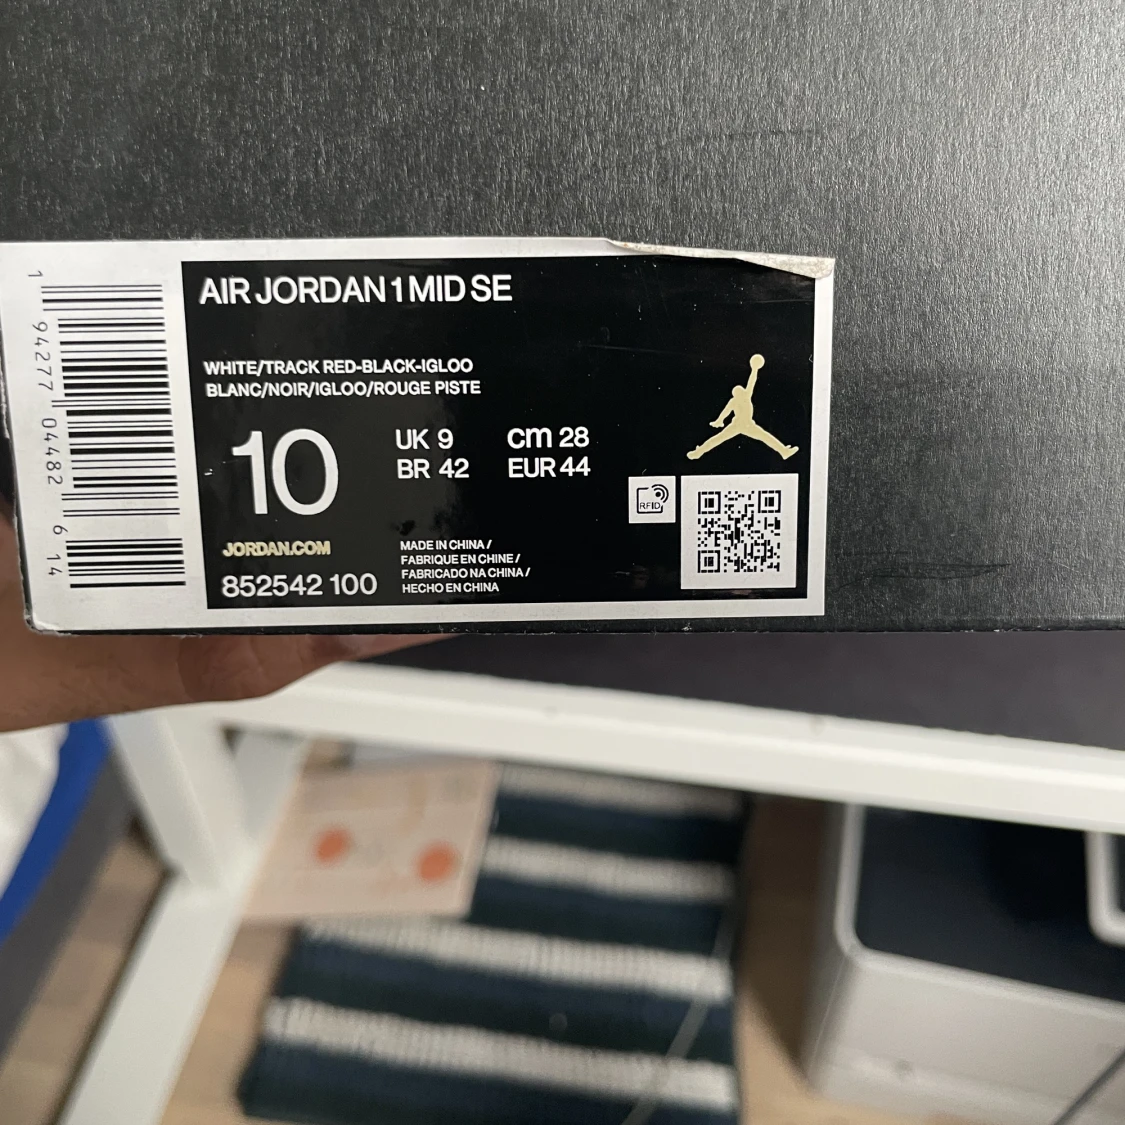 AIR JORDAN 1 MID SE
WHITE/TRACK RED-BLACK-IGLOO
BLANC/NOIR/IGLOO/ROUGE PISTE
10
UK 9
cm 28
BR 42
EUR 44
RFID
JORDAN.COM
852542 100
MADE IN CHINA /
FABRIQUE EN CHINE /
FABRICADO NA CHINA /
HECHO EN CHINA
1 94277 04482 6 14